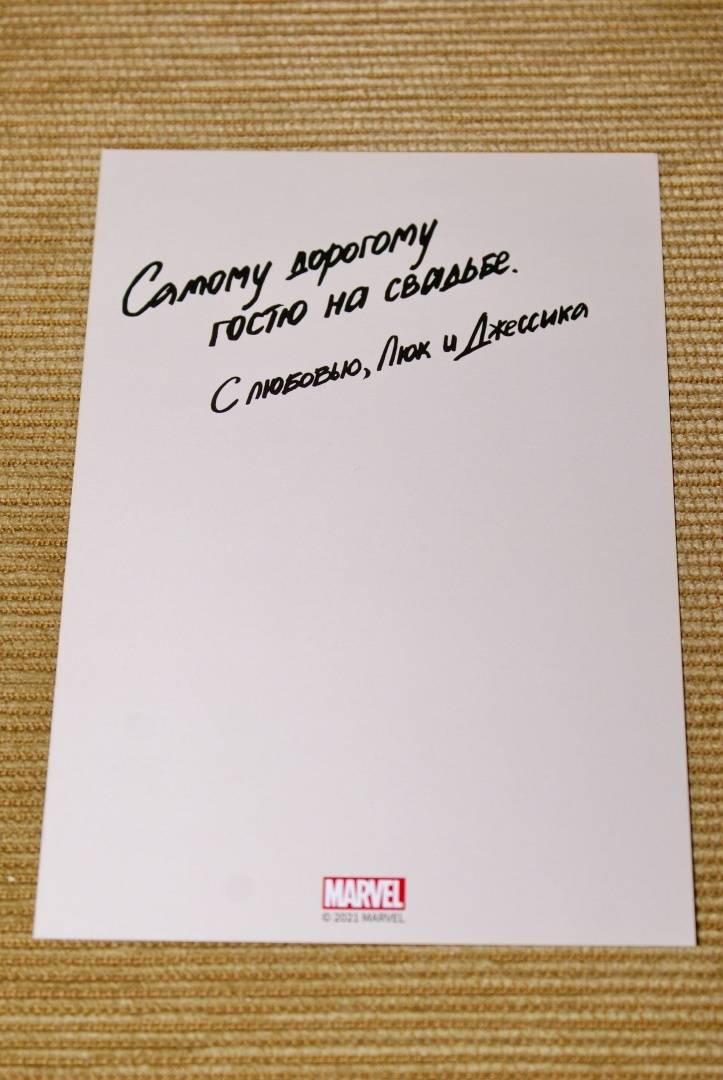 Самому дорогому
гостю на свадьбе.
С любовью, Люк и Джессика
MARVEL
© 2021 MARVEL